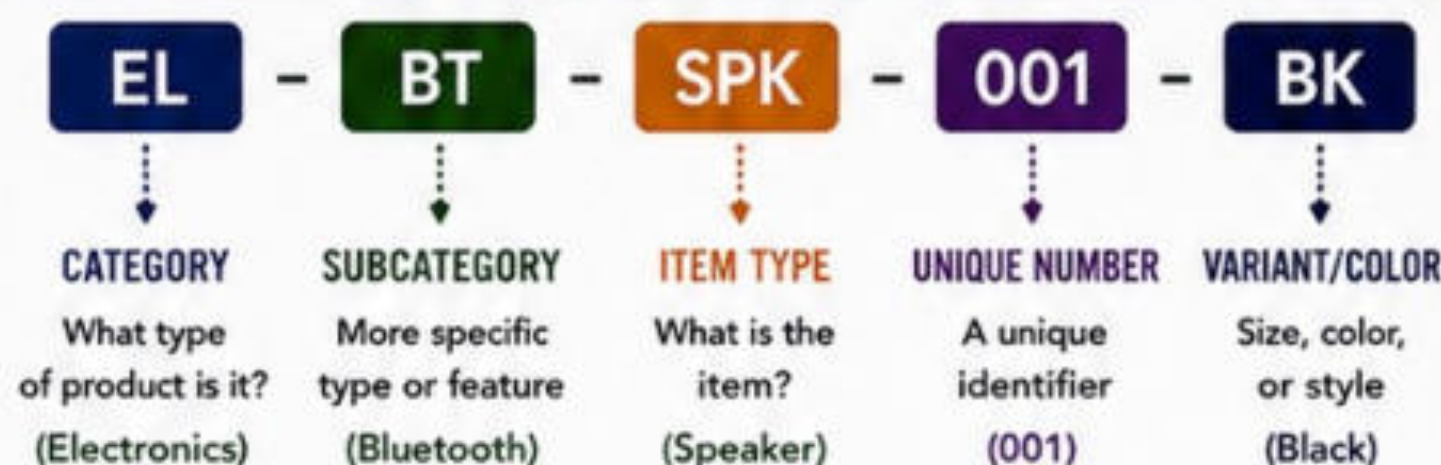 EL - BT - SPK - 001 - BK
CATEGORY SUBCATEGORY ITEM TYPE UNIQUE NUMBER VARIANT/COLOR
What type More specific What is the A unique Size, color,
of product is it? type or feature item? identifier or style
(Electronics) (Bluetooth) (Speaker) (001) (Black)